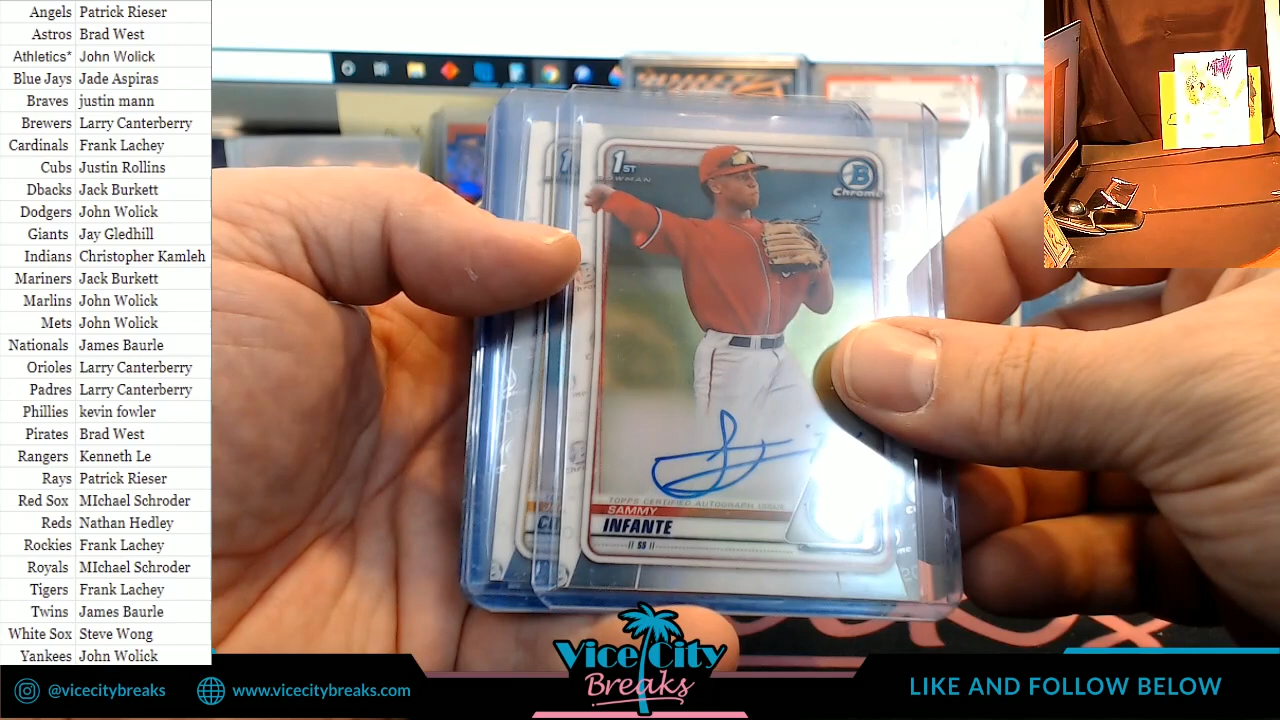 Angels Patrick Rieser
Astros Brad West
Athletics* John Wolick
Blue Jays Jade Aspiras
Braves justin mann
Brewers Larry Canterberry
Cardinals Frank Lachey
Cubs Justin Rollins
Dbacks Jack Burkett
Dodgers John Wolick
Giants Jay Gledhill
Indians Christopher Kamleh
Mariners Jack Burkett
Marlins John Wolick
Mets John Wolick
Nationals James Baurle
Orioles Larry Canterberry
Padres Larry Canterberry
Phillies kevin fowler
Pirates Brad West
Rangers Kenneth Le
Rays Patrick Rieser
Red Sox MIchael Schroder
Reds Nathan Hedley
Rockies Frank Lachey
Royals MIchael Schroder
Tigers Frank Lachey
Twins James Baurle
White Sox Steve Wong
Yankees John Wolick
1ST
BOWMAN
B
Chrome
TOPPS CERTIFIED AUTOGRAPH ISSUE
SAMMY
INFANTE
SS
@vicecitybreaks
www.vicecitybreaks.com
Vice City
Breaks
LIKE AND FOLLOW BELOW